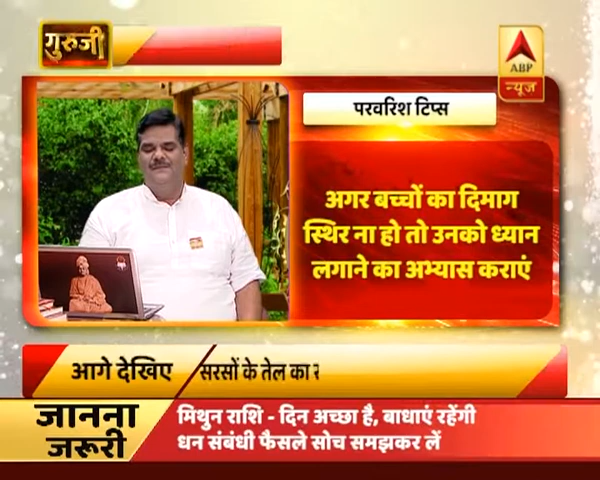 गुरुजी
ABP
न्यूज़
परवरिश टिप्स
अगर बच्चों का दिमाग
स्थिर ना हो तो उनको ध्यान
लगाने का अभ्यास कराएं
आगे देखिए
सरसों के तेल का
जानना
जरूरी
मिथुन राशि - दिन अच्छा है, बाधाएं रहेंगी
धन संबंधी फैसले सोच समझकर लें